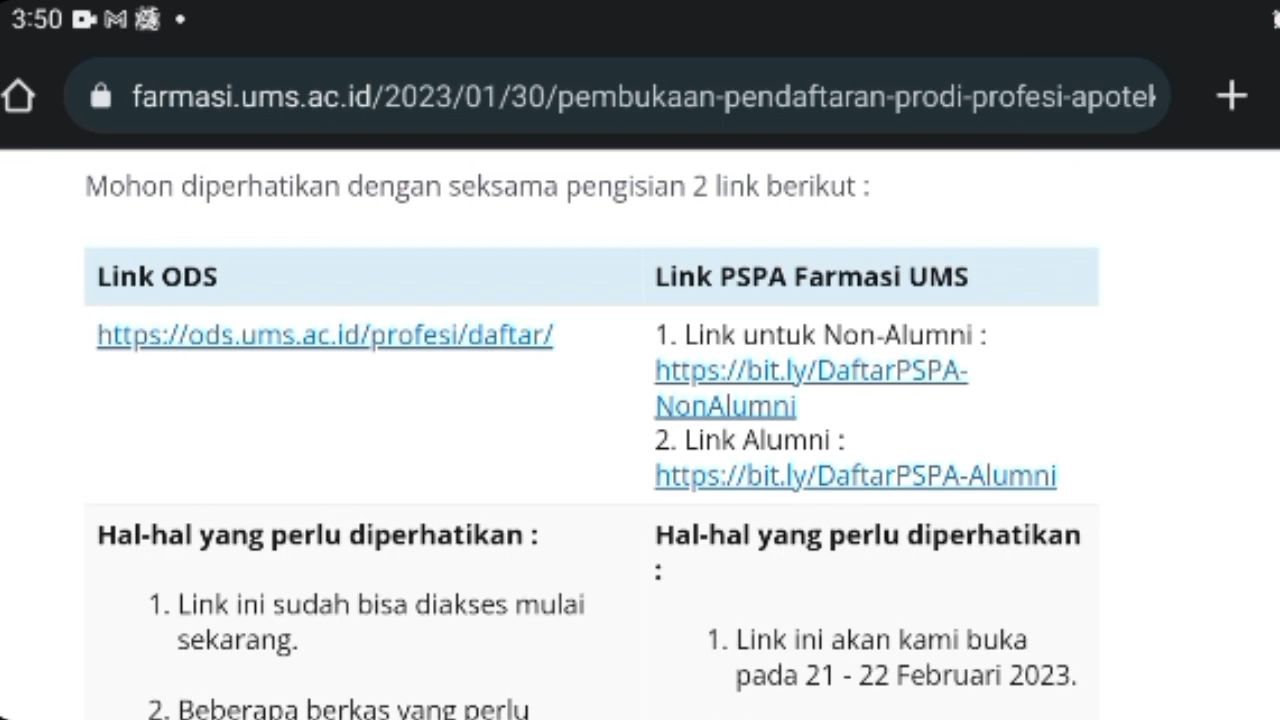 3:50
farmasi.ums.ac.id/2023/01/30/pembukaan-pendaftaran-prodi-profesi-apotek
Mohon diperhatikan dengan seksama pengisian 2 link berikut :
Link ODS
Link PSPA Farmasi UMS
https://ods.ums.ac.id/profesi/daftar/
1. Link untuk Non-Alumni :
https://bit.ly/DaftarPSPA-
NonAlumni
2. Link Alumni :
https://bit.ly/DaftarPSPA-Alumni
Hal-hal yang perlu diperhatikan :
1. Link ini sudah bisa diakses mulai
sekarang.
2. Beberapa berkas yang perlu
Hal-hal yang perlu diperhatikan
:
1. Link ini akan kami buka
pada 21 - 22 Februari 2023.